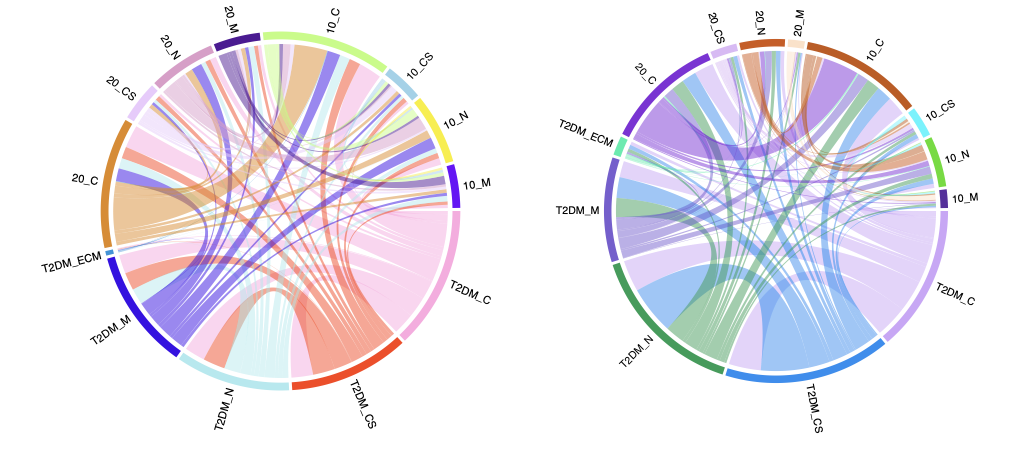 20_M
10_C
20_N
10_CS
20_CS
10_N
20_C
10_M
T2DM_ECM
T2DM_C
T2DM_M
T2DM_N
T2DM_CS
20_M
20_N
20_CS
10_C
20_C
10_CS
T2DM_ECM
10_N
T2DM_M
10_M
T2DM_C
T2DM_N
T2DM_CS